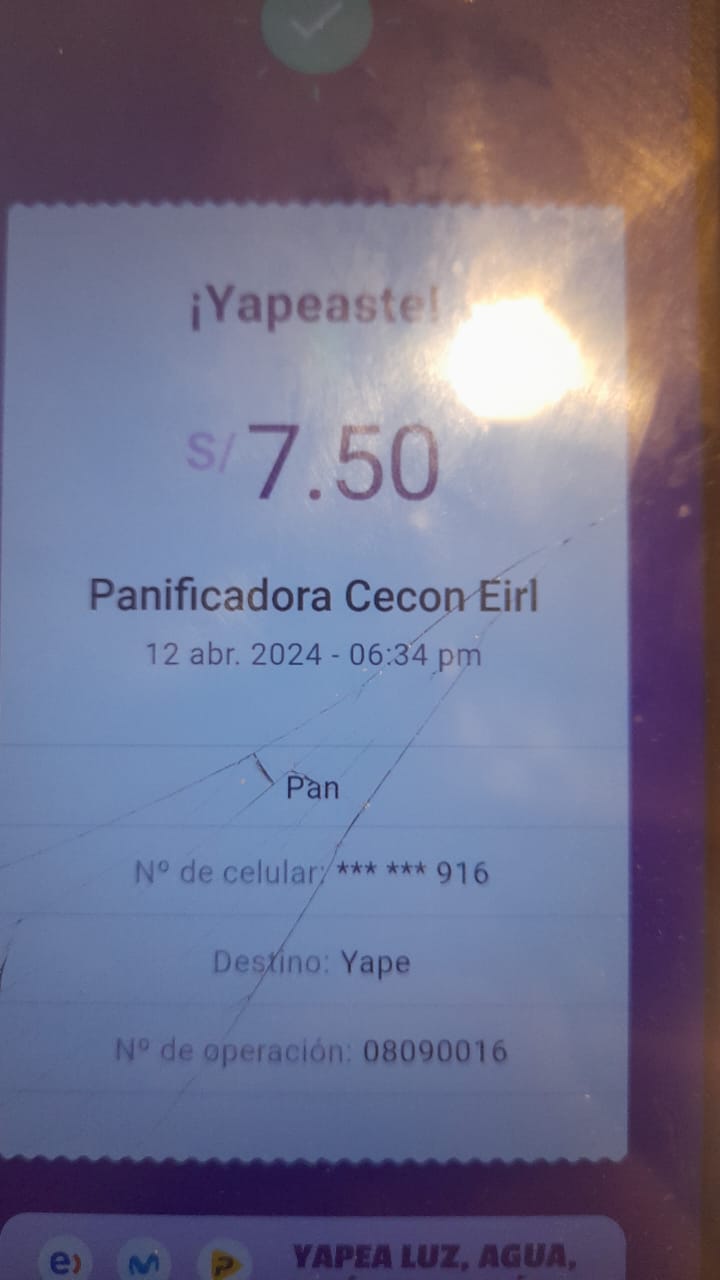 ¡Yapeaste!
S/ 7.50
Panificadora Cecon Eirl
12 abr. 2024 - 06:34 pm
Pan
Nº de celular: *** *** 916
Destino: Yape
Nº de operación: 08090016
e) M P YAPEA LUZ, AGUA,